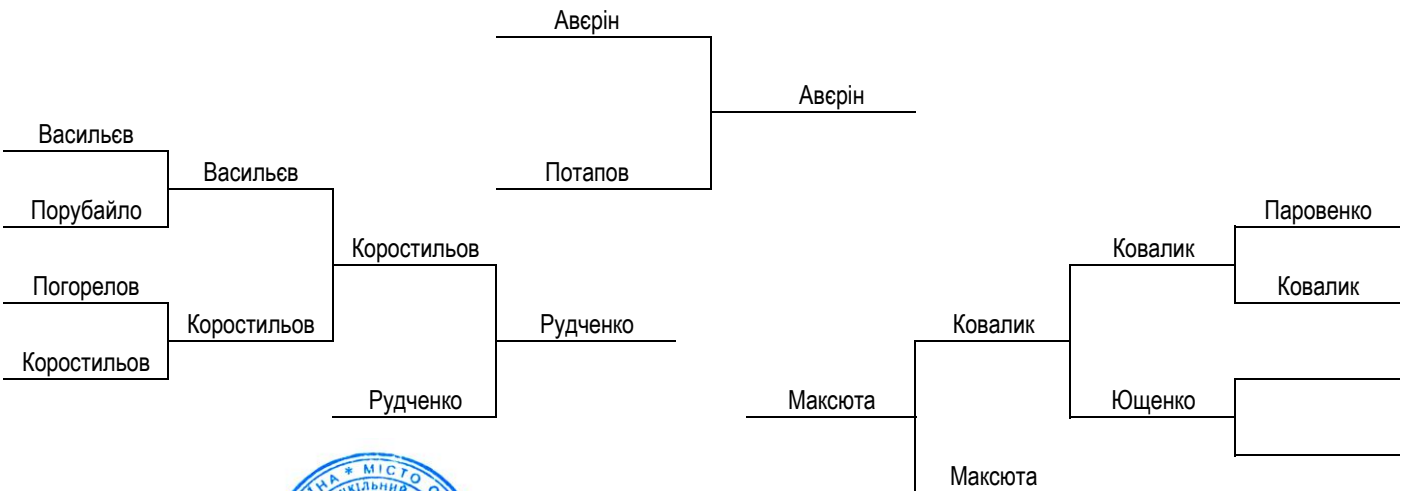 Авєрін
Авєрін
Васильєв
Васильєв
Потапов
Порубайло
Паровенко
Коростильов
Ковалик
Погорелов
Ковалик
Коростильов
Рудченко
Ковалик
Коростильов
Рудченко
Максюта
Ющенко
МІСТО
Максюта